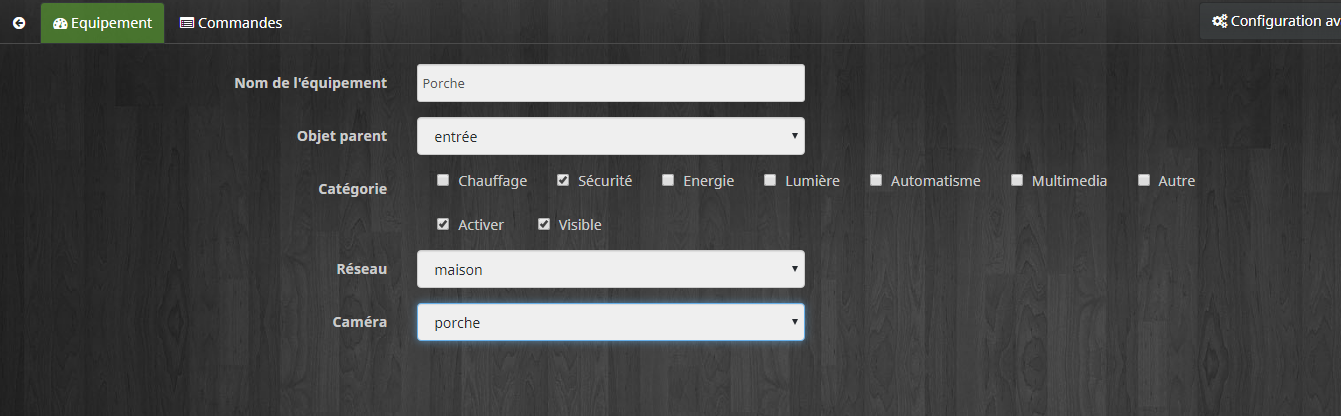 Equipement Commandes Configuration av
Nom de l'équipement Porche
Objet parent entrée
Catégorie Chauffage Sécurité Energie Lumière Automatisme Multimedia Autre
Activer Visible
Réseau maison
Caméra porche